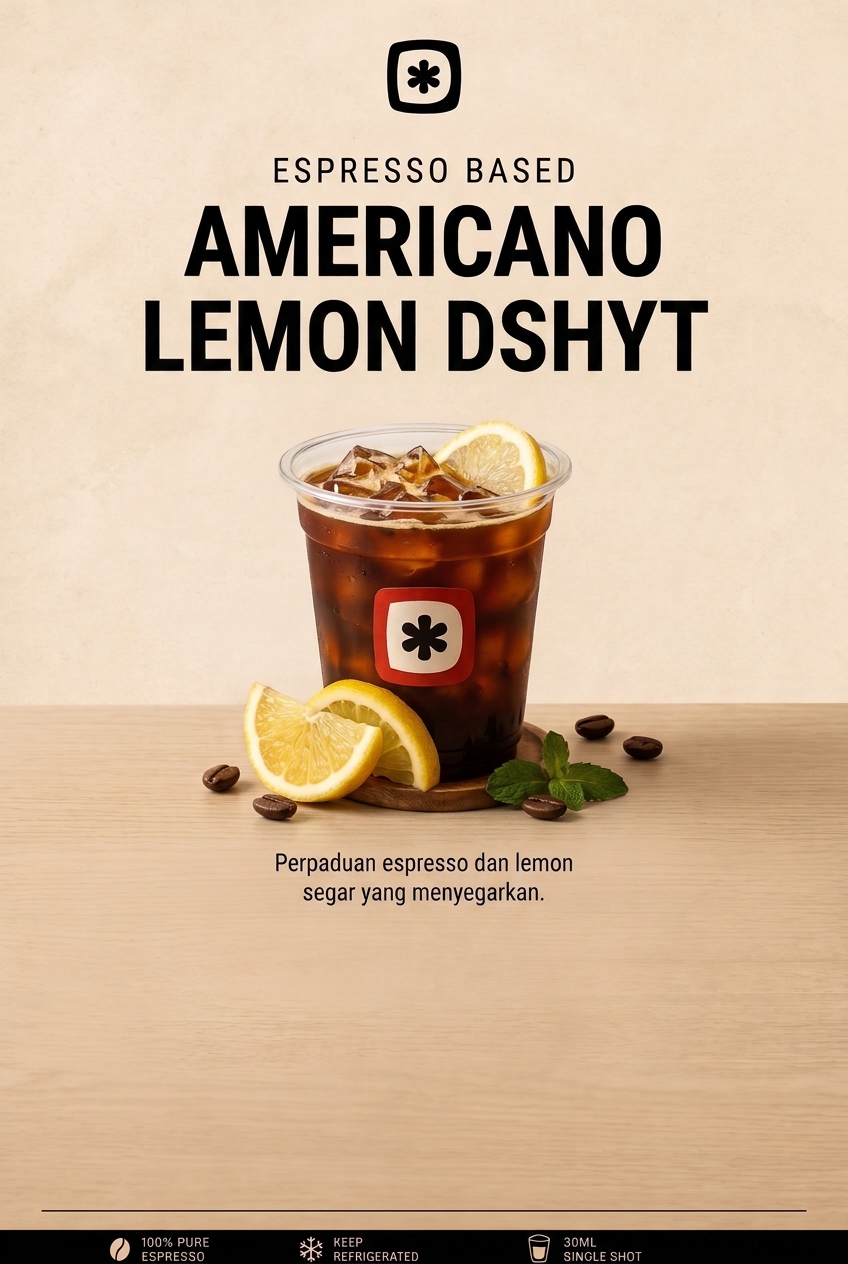 ESPRESSO BASED
AMERICANO
LEMON DSHYT
Perpaduan espresso dan lemon
segar yang menyegarkan.
100% PURE
ESPRESSO
KEEP
REFRIGERATED
30ML
SINGLE SHOT